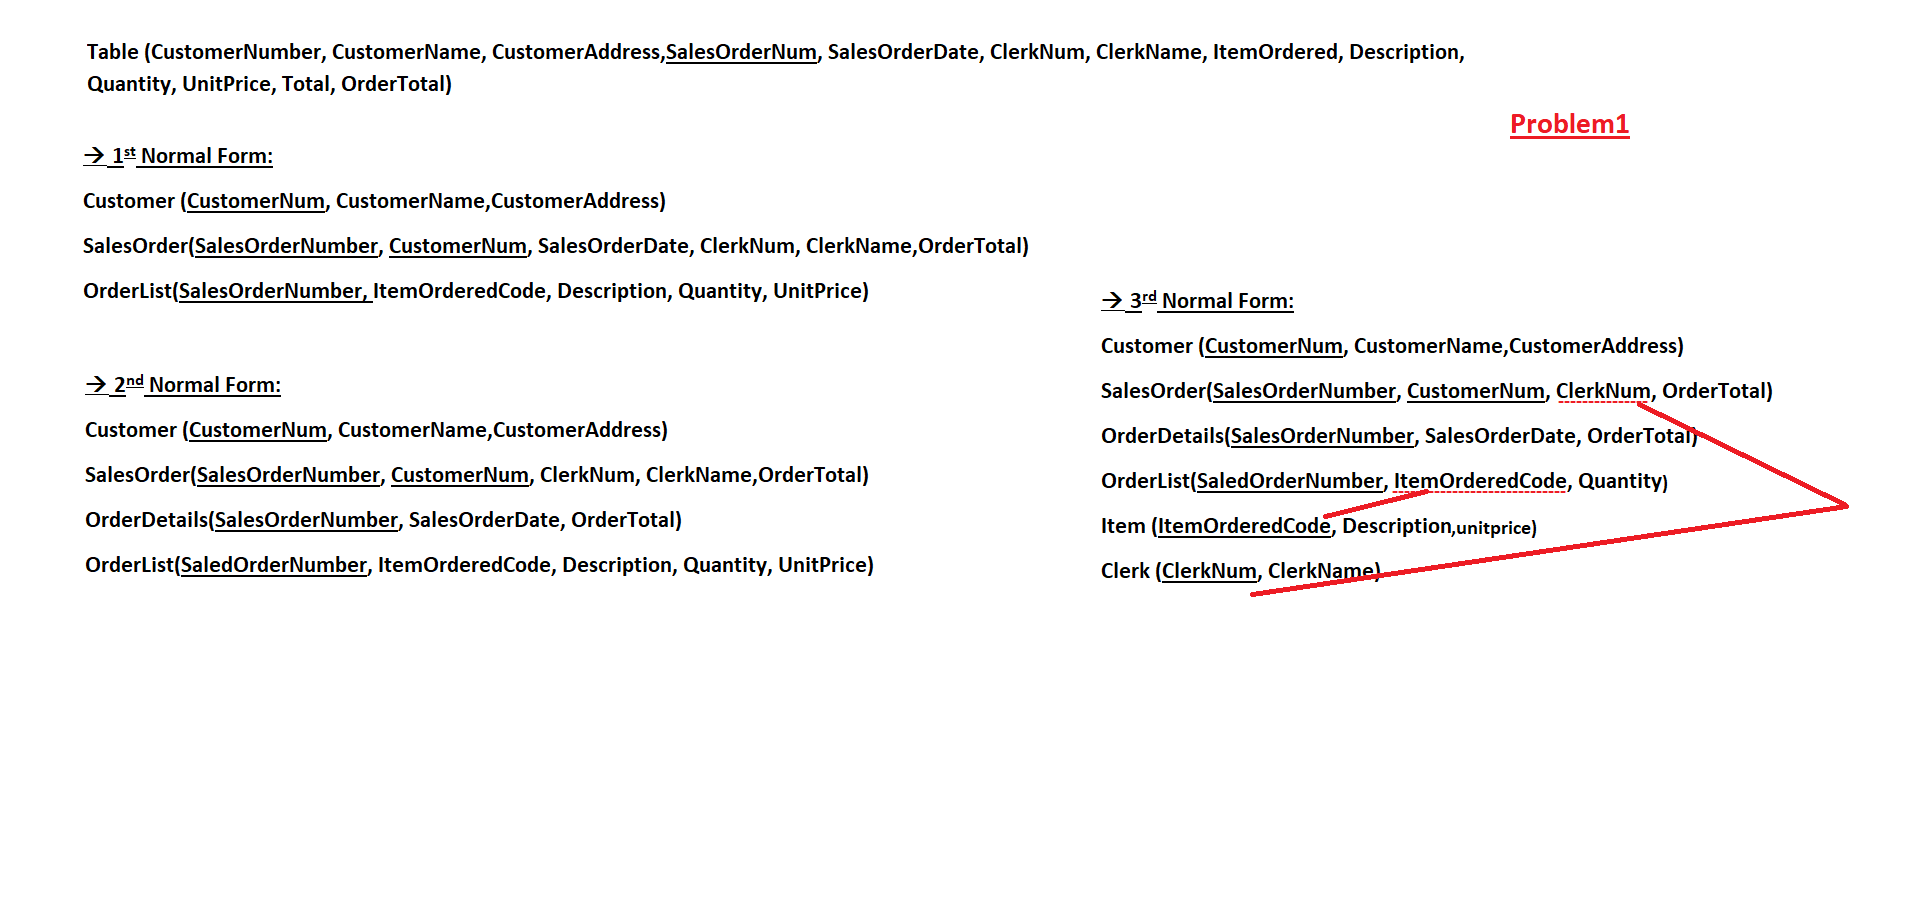 Table (CustomerNumber, CustomerName, CustomerAddress,SalesOrderNum, SalesOrderDate, ClerkNum, ClerkName, ItemOrdered, Description,
Quantity, UnitPrice, Total, OrderTotal)
Problem1
→ 1st Normal Form:
Customer (CustomerNum, CustomerName,CustomerAddress)
SalesOrder(SalesOrderNumber, CustomerNum, SalesOrderDate, ClerkNum, ClerkName,OrderTotal)
OrderList(SalesOrderNumber, ItemOrderedCode, Description, Quantity, UnitPrice)
→ 2nd Normal Form:
Customer (CustomerNum, CustomerName,CustomerAddress)
SalesOrder(SalesOrderNumber, CustomerNum, ClerkNum, ClerkName,OrderTotal)
OrderDetails(SalesOrderNumber, SalesOrderDate, OrderTotal)
OrderList(SaledOrderNumber, ItemOrderedCode, Description, Quantity, UnitPrice)
→ 3rd Normal Form:
Customer (CustomerNum, CustomerName,CustomerAddress)
SalesOrder(SalesOrderNumber, CustomerNum, ClerkNum, OrderTotal)
OrderDetails(SalesOrderNumber, SalesOrderDate, OrderTotal)
OrderList(SaledOrderNumber, ItemOrderedCode, Quantity)
Item (ItemOrderedCode, Description,unitprice)
Clerk (ClerkNum, ClerkName)